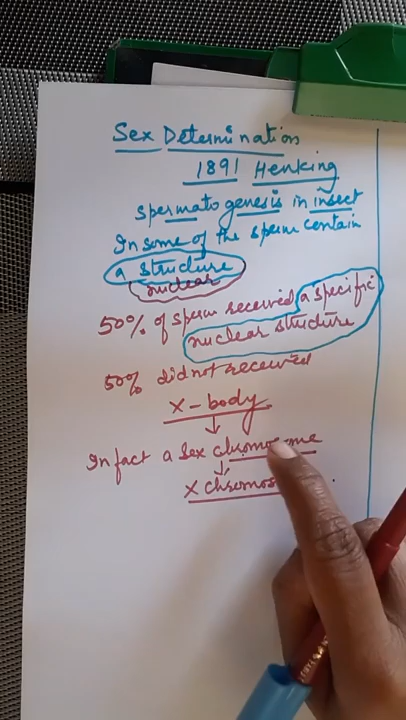 Sex Determination
1891 Henking
Spermatogenesis in insect
In some of the sperm contain
a structure
nuclear
50% of sperm received a specific
nuclear structure
50% did not received
X-body
In fact a sex chromosome
X